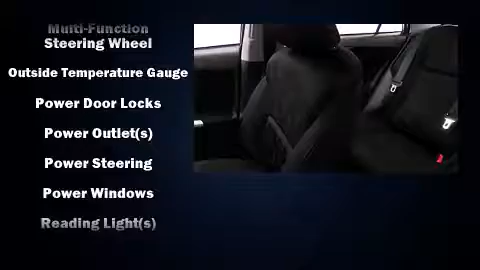 Multi-Function
Steering Wheel
Outside Temperature Gauge
Power Door Locks
Power Outlet(s)
Power Steering
Power Windows
Reading Light(s)